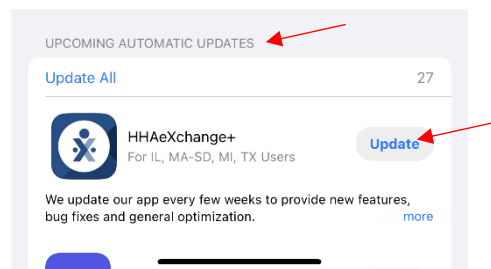 UPCOMING AUTOMATIC UPDATES
Update All 27
HHAeXchange+
For IL, MA-SD, MI, TX Users
Update
We update our app every few weeks to provide new features,
bug fixes and general optimization. more